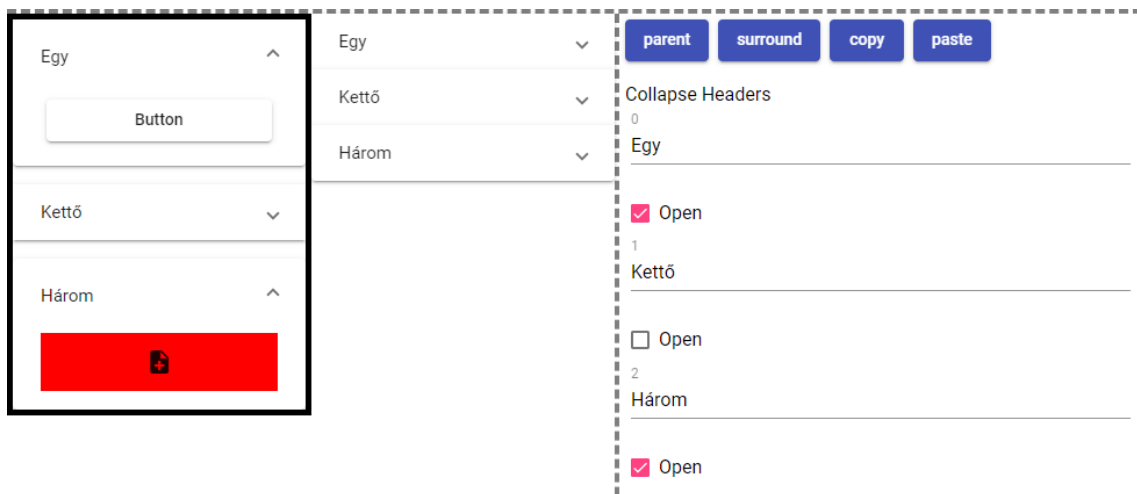 Egy
Button
Kettő
Három
Egy
Kettő
Három
parent surround copy paste
Collapse Headers
0
Egy
Open
1
Kettő
Open
2
Három
Open